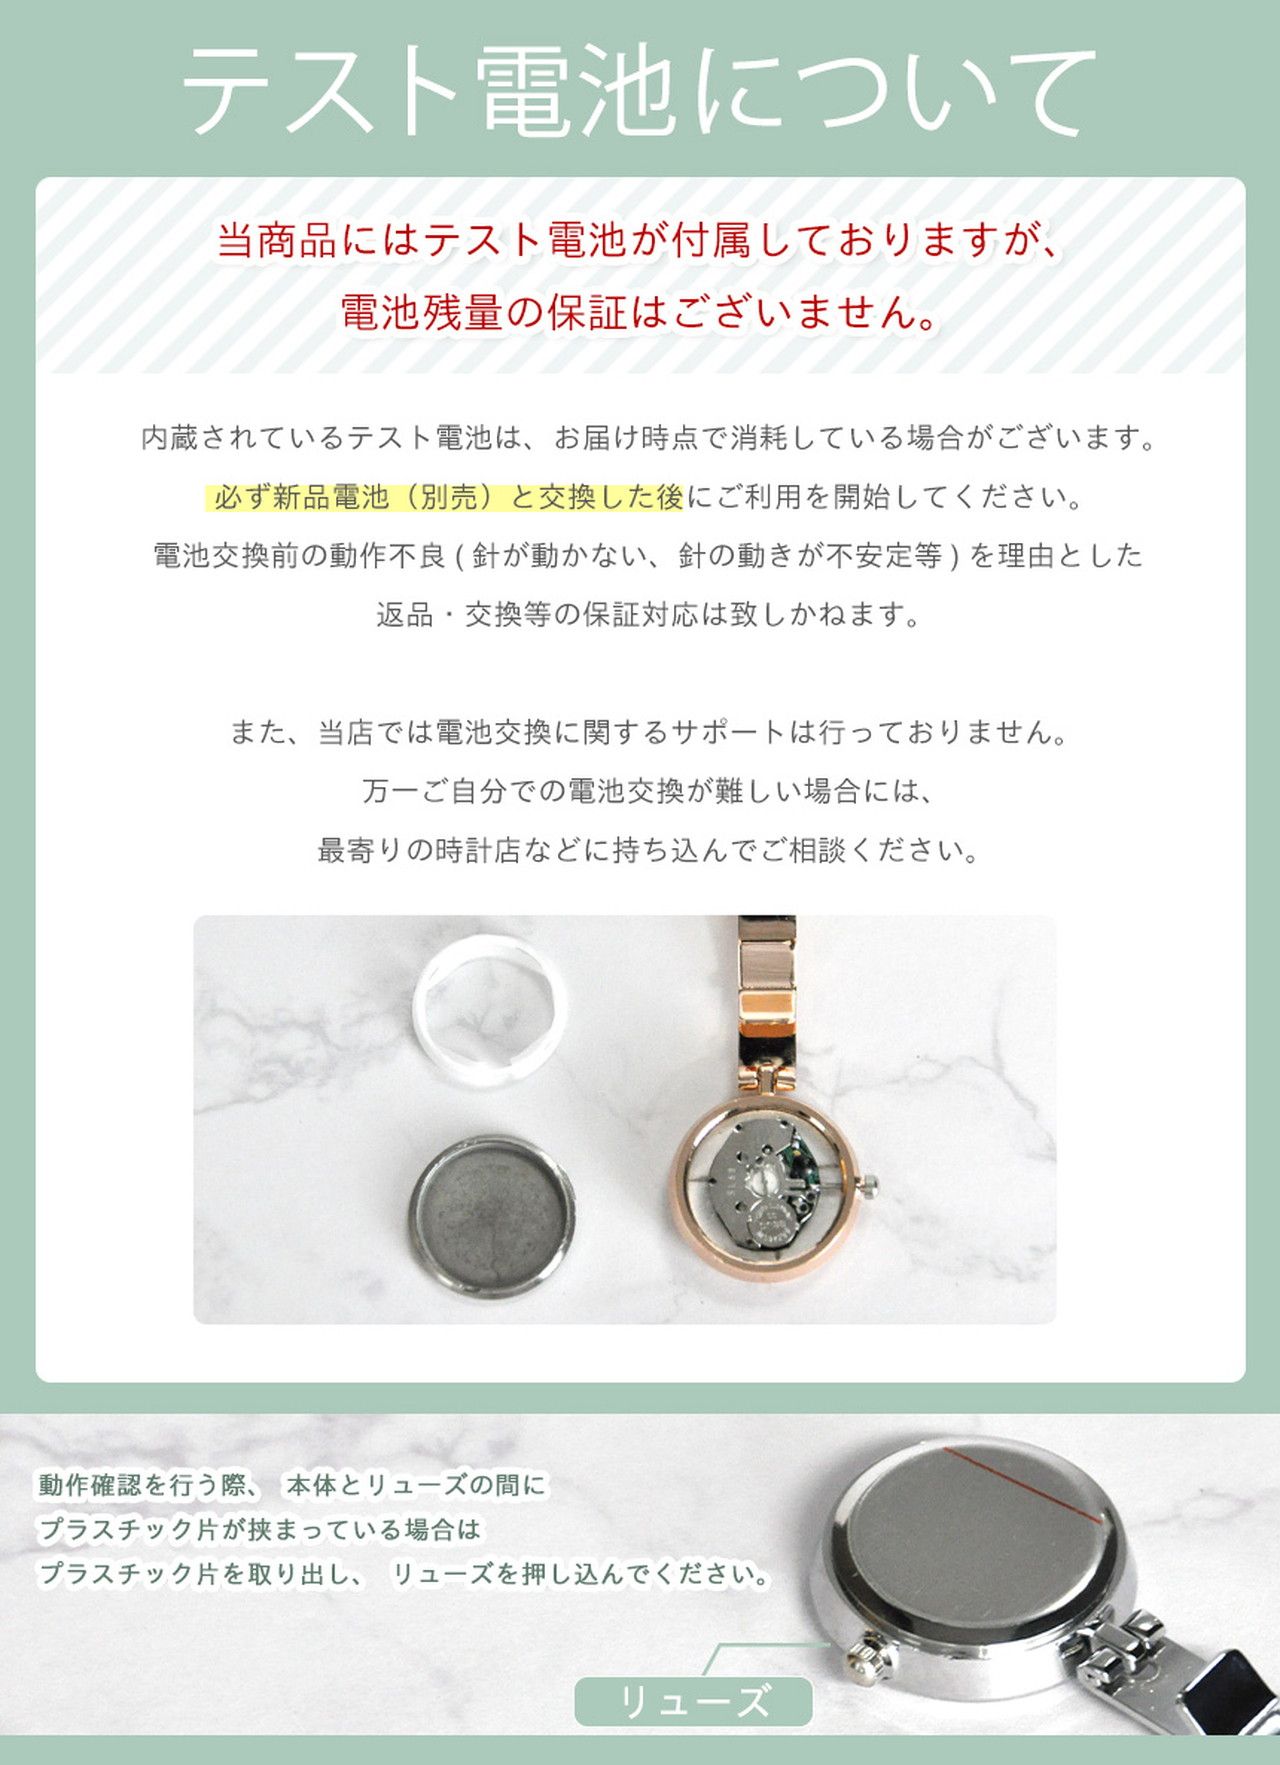 テスト電池について
当商品にはテスト電池が付属しておりますが、
電池残量の保証はございません。
内蔵されているテスト電池は、お届け時点で消耗している場合がございます。
必ず新品電池（別売）と交換した後にご利用を開始してください。
電池交換前の動作不良 ( 針が動かない、針の動きが不安定等 ) を理由とした
返品・交換等の保証対応は致しかねます。
また、当店では電池交換に関するサポートは行っておりません。
万一ご自分での電池交換が難しい場合には、
最寄りの時計店などに持ち込んでご相談ください。
動作確認を行う際、 本体とリューズの間に
プラスチック片が挟まっている場合は
プラスチック片を取り出し、 リューズを押し込んでください。
リューズ